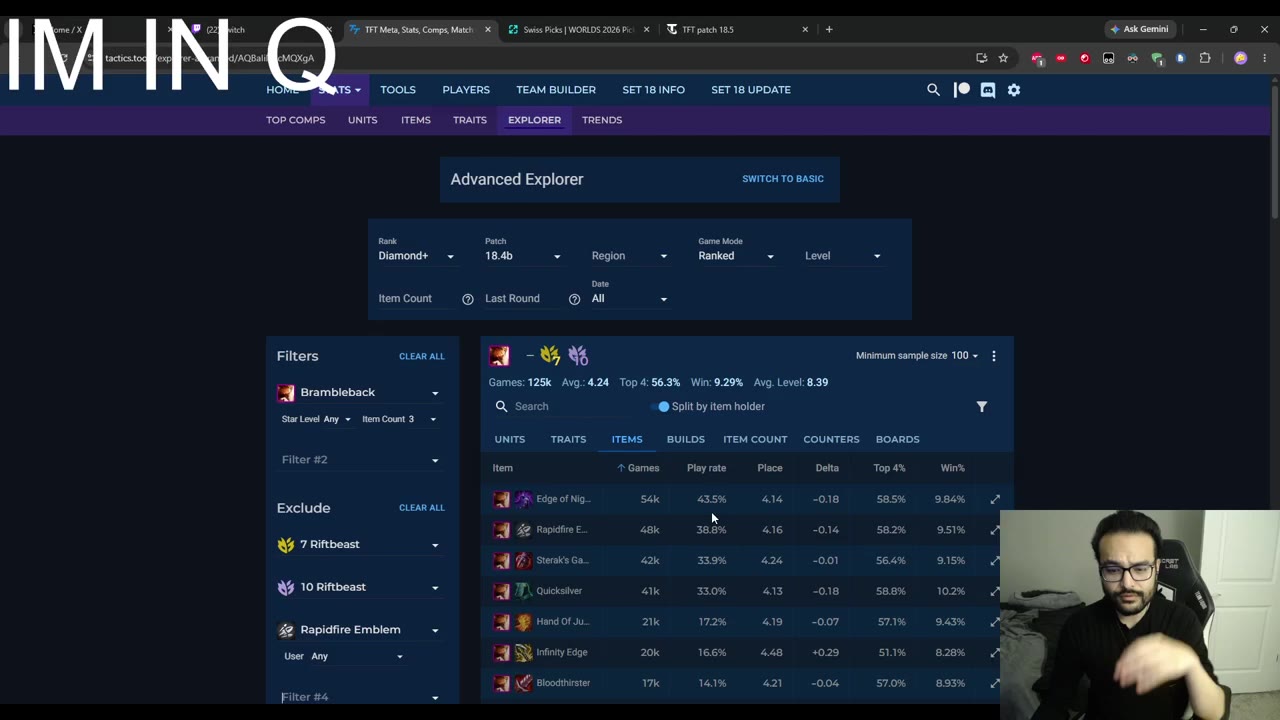 IM IN Q
Home / X
(22) Twitch
TFT Meta, Stats, Comps, Match
Swiss Picks | WORLDS 2026 Pick
TFT patch 18.5
Ask Gemini
tactics.tools/explorer-advanced/
cMQXgA
HOME
STATS
TOOLS
PLAYERS
TEAM BUILDER
SET 18 INFO
SET 18 UPDATE
TOP COMPS
UNITS
ITEMS
TRAITS
EXPLORER
TRENDS
Advanced Explorer
SWITCH TO BASIC
Rank
Diamond+
Patch
18.4b
Region
Game Mode
Ranked
Level
Item Count
Last Round
Date
All
Filters
CLEAR ALL
Brambleback
Star Level Any
Item Count 3
Filter #2
Exclude
CLEAR ALL
7 Riftbeast
10 Riftbeast
Rapidfire Emblem
User Any
Filter #4
– 7 10
Minimum sample size 100
Games: 125k Avg.: 4.24 Top 4: 56.3% Win: 9.29% Avg. Level: 8.39
Search
Split by item holder
UNITS TRAITS ITEMS BUILDS ITEM COUNT COUNTERS BOARDS
Item Games Play rate Place Delta Top 4% Win%
Edge of Nig... 54k 43.5% 4.14 -0.18 58.5% 9.84%
Rapidfire E... 48k 38.8% 4.16 -0.14 58.2% 9.51%
Sterak's Ga... 42k 33.9% 4.24 -0.01 56.4% 9.15%
Quicksilver 41k 33.0% 4.13 -0.18 58.8% 10.2%
Hand Of Ju... 21k 17.2% 4.19 -0.07 57.1% 9.43%
Infinity Edge 20k 16.6% 4.48 +0.29 51.1% 8.28%
Bloodthirster 17k 14.1% 4.21 -0.04 57.0% 8.93%